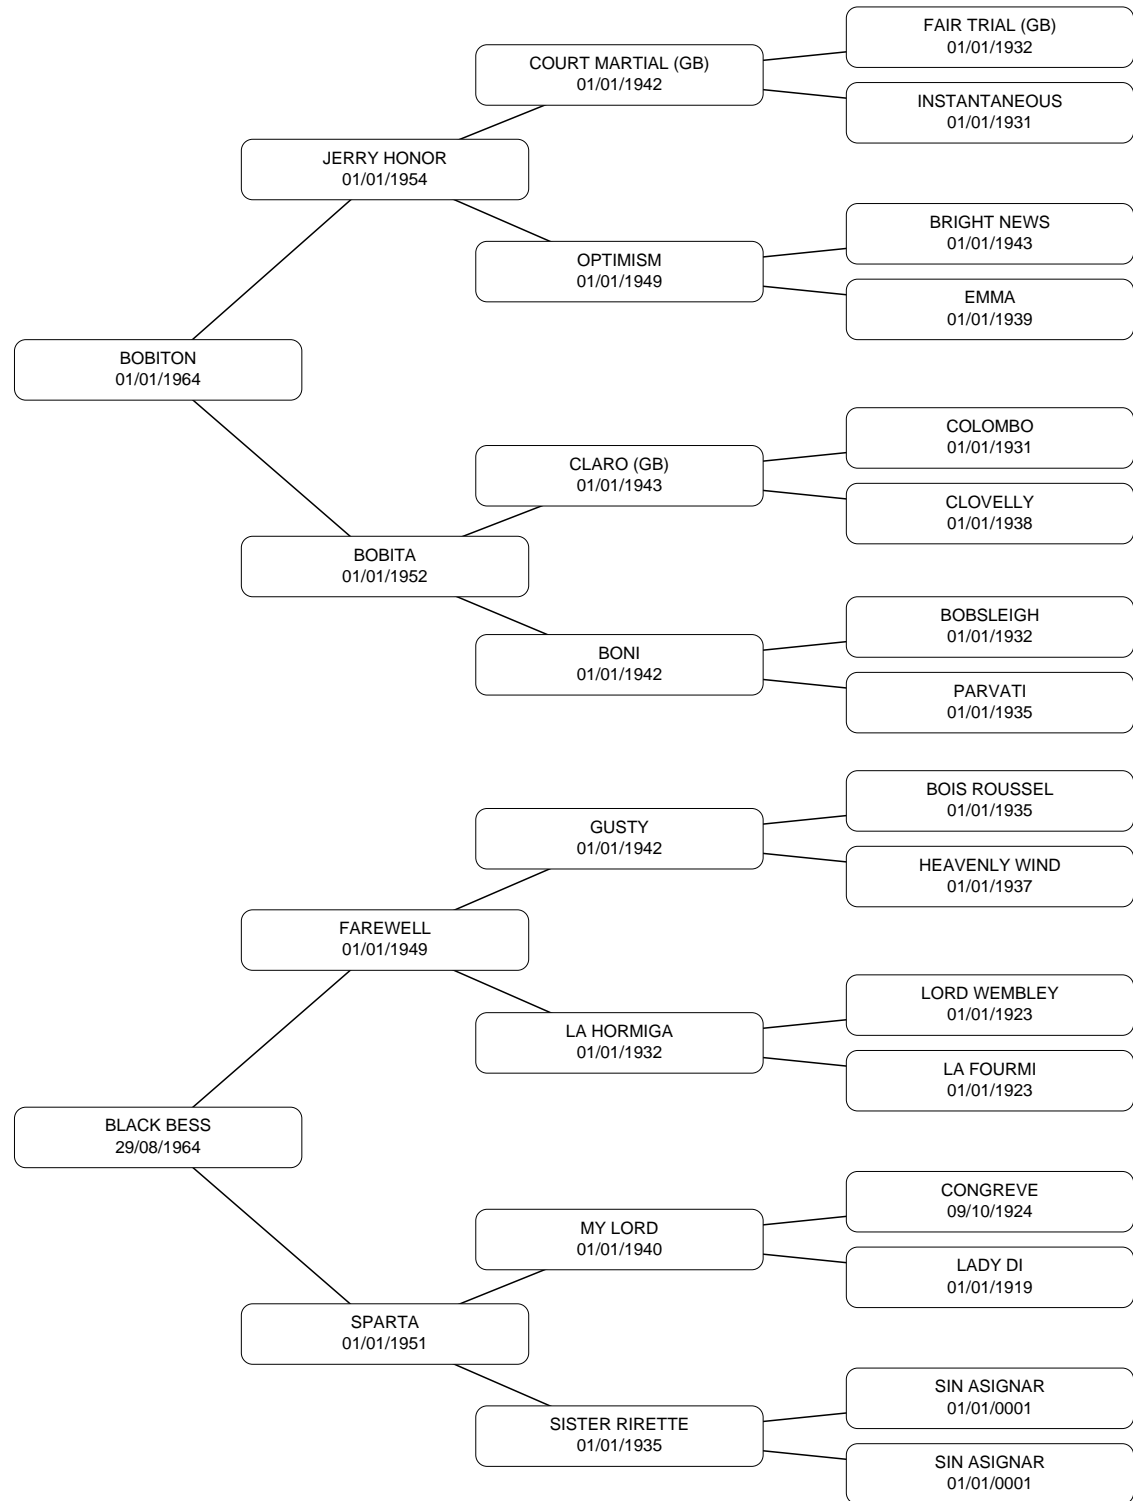 FAIR TRIAL (GB)
01/01/1932
COURT MARTIAL (GB)
01/01/1942
INSTANTANEOUS
01/01/1931
JERRY HONOR
01/01/1954
BRIGHT NEWS
01/01/1943
OPTIMISM
01/01/1949
EMMA
01/01/1939
BOBITON
01/01/1964
COLOMBO
01/01/1931
CLARO (GB)
01/01/1943
CLOVELLY
01/01/1938
BOBITA
01/01/1952
BOBSLEIGH
01/01/1932
BONI
01/01/1942
PARVATI
01/01/1935
BOIS ROUSSEL
01/01/1935
GUSTY
01/01/1942
HEAVENLY WIND
01/01/1937
FAREWELL
01/01/1949
LORD WEMBLEY
01/01/1923
LA HORMIGA
01/01/1932
LA FOURMI
01/01/1923
BLACK BESS
29/08/1964
CONGREVE
09/10/1924
MY LORD
01/01/1940
LADY DI
01/01/1919
SPARTA
01/01/1951
SIN ASIGNAR
01/01/0001
SISTER RIRETTE
01/01/1935
SIN ASIGNAR
01/01/0001